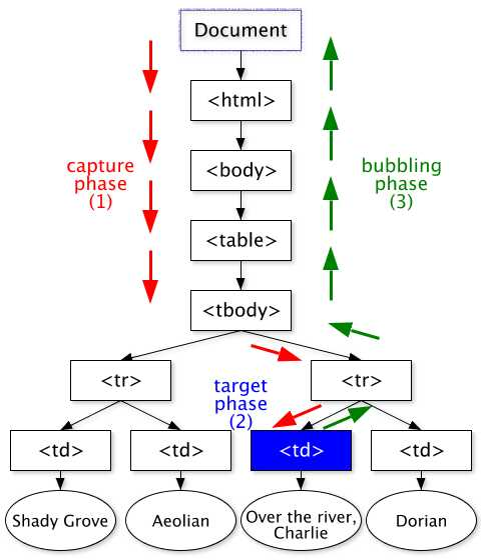 Document
<html>
capture
phase
(1)
<body>
bubbling
phase
(3)
<table>
<tbody>
<tr>
target
phase
(2)
<tr>
<td>
<td>
<td>
<td>
Shady Grove
Aeolian
Over the river,
Charlie
Dorian